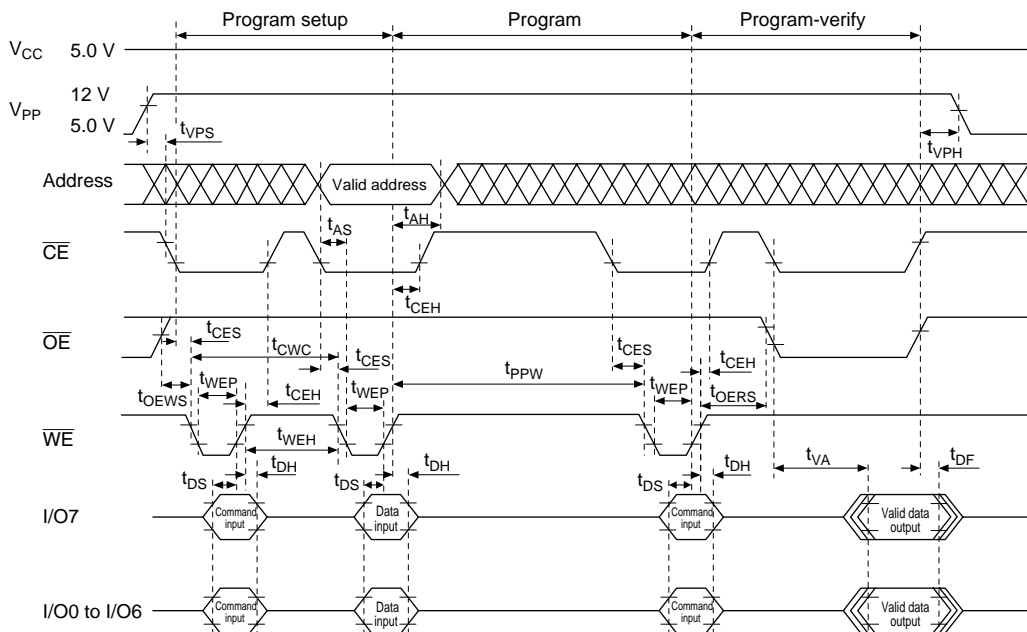 Program setup Program Program-verify
VCC 5.0 V
VPP 12 V
5.0 V
tVPS
tVPH
Address Valid address
tAH
tAS
CE
tCEH
OE
tCES
tCWC tCES tCES tCEH
tWEP tWEP tPPW tWEP
tOEWS tCEH tOERS
WE
tWEH
tDS tDH tDS tDH tDS tDH tVA tDF
I/O7 Command input Data input Command input Valid data output
I/O0 to I/O6 Command input Data input Command input Valid data output